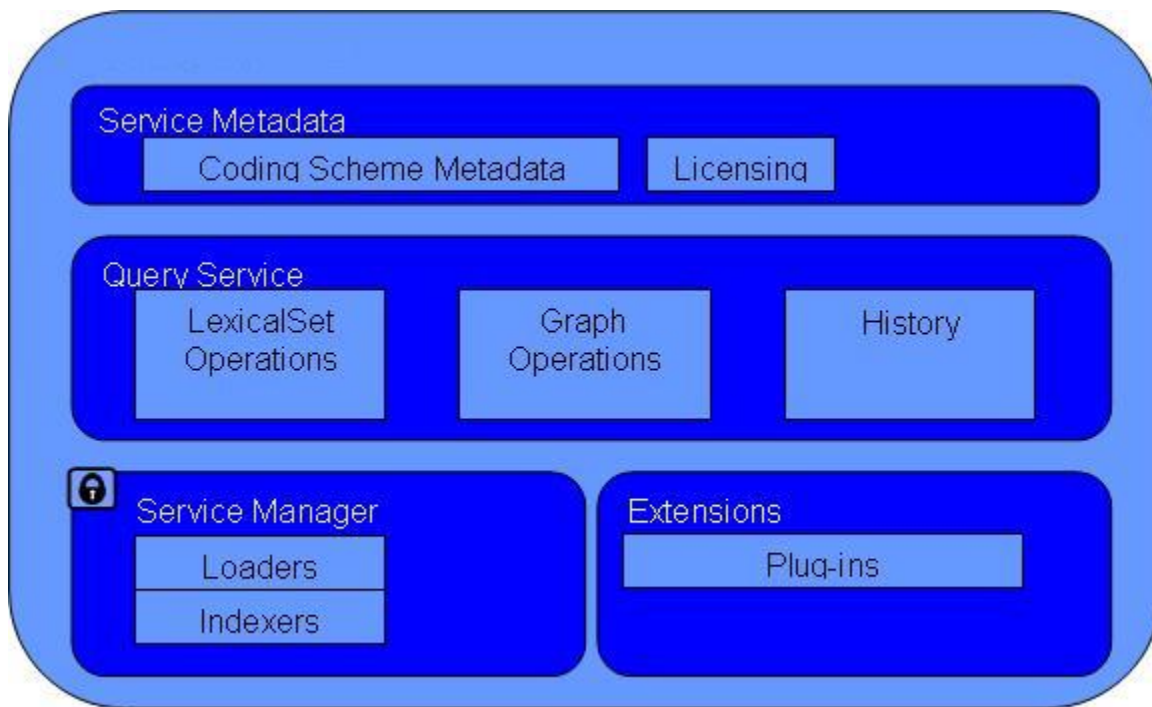 Service Metadata
Coding Scheme Metadata
Licensing
Query Service
LexicalSet
Operations
Graph
Operations
History
Service Manager
Loaders
Indexers
Extensions
Plug-ins